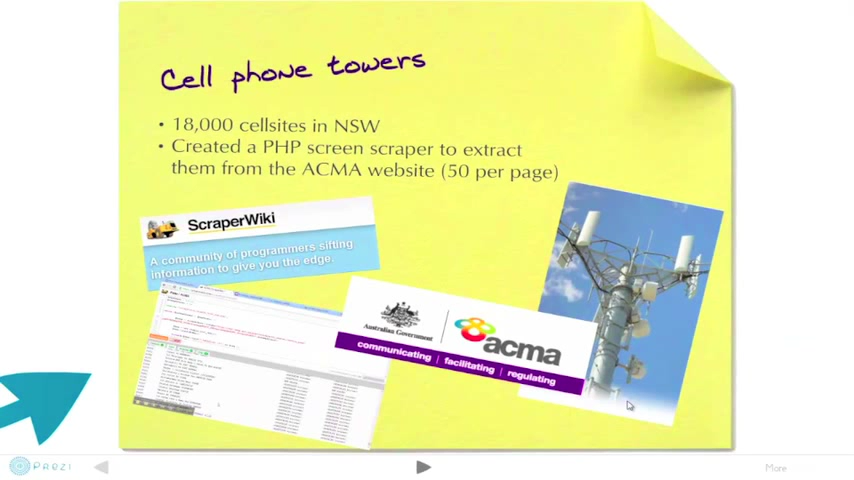 Cell phone towers
• 18,000 cellsites in NSW
• Created a PHP screen scraper to extract
them from the ACMA website (50 per page)
ScraperWiki
A community of programmers sifting
information to give you the edge.
Australian Government
acma
communicating | facilitating | regulating
Prezi
More